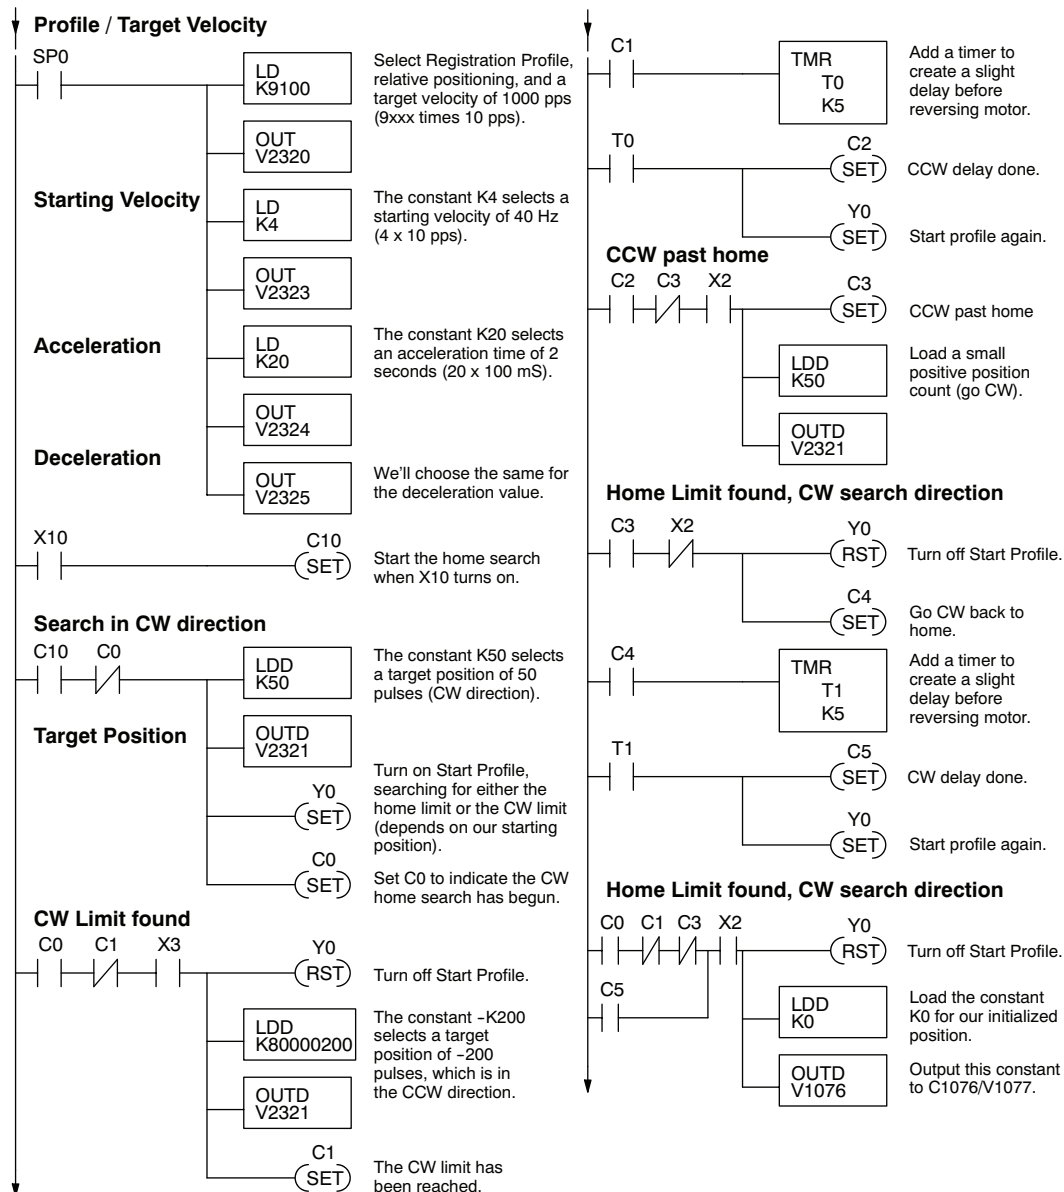 Profile / Target Velocity
SP0
LD
K9100
Select Registration Profile,
relative positioning, and a
target velocity of 1000 pps
(9xxx times 10 pps).
OUT
V2320
Starting Velocity
LD
K4
The constant K4 selects a
starting velocity of 40 Hz
(4 x 10 pps).
OUT
V2323
Acceleration
LD
K20
The constant K20 selects
an acceleration time of 2
seconds (20 x 100 mS).
OUT
V2324
Deceleration
OUT
V2325
We'll choose the same for
the deceleration value.
X10
C10
SET
Start the home search
when X10 turns on.
Search in CW direction
C10 C0
LDD
K50
The constant K50 selects
a target position of 50
pulses (CW direction).
Target Position
OUTD
V2321
Y0
SET
Turn on Start Profile,
searching for either the
home limit or the CW limit
(depends on our starting
position).
C0
SET
Set C0 to indicate the CW
home search has begun.
CW Limit found
C0 C1 X3
Y0
RST
Turn off Start Profile.
LDD
K80000200
The constant -K200
selects a target
position of -200
pulses, which is in
the CCW direction.
OUTD
V2321
C1
SET
The CW limit has
been reached.
C1
TMR
T0
K5
Add a timer to
create a slight
delay before
reversing motor.
T0
C2
SET
CCW delay done.
Y0
SET
Start profile again.
CCW past home
C2 C3 X2
C3
SET
CCW past home
LDD
K50
Load a small
positive position
count (go CW).
OUTD
V2321
Home Limit found, CW search direction
C3 X2
Y0
RST
Turn off Start Profile.
C4
SET
Go CW back to
home.
C4
TMR
T1
K5
Add a timer to
create a slight
delay before
reversing motor.
T1
C5
SET
CW delay done.
Y0
SET
Start profile again.
Home Limit found, CW search direction
C0 C1 C3 X2
Y0
RST
Turn off Start Profile.
C5
LDD
K0
Load the constant
K0 for our initialized
position.
OUTD
V1076
Output this constant
to C1076/V1077.